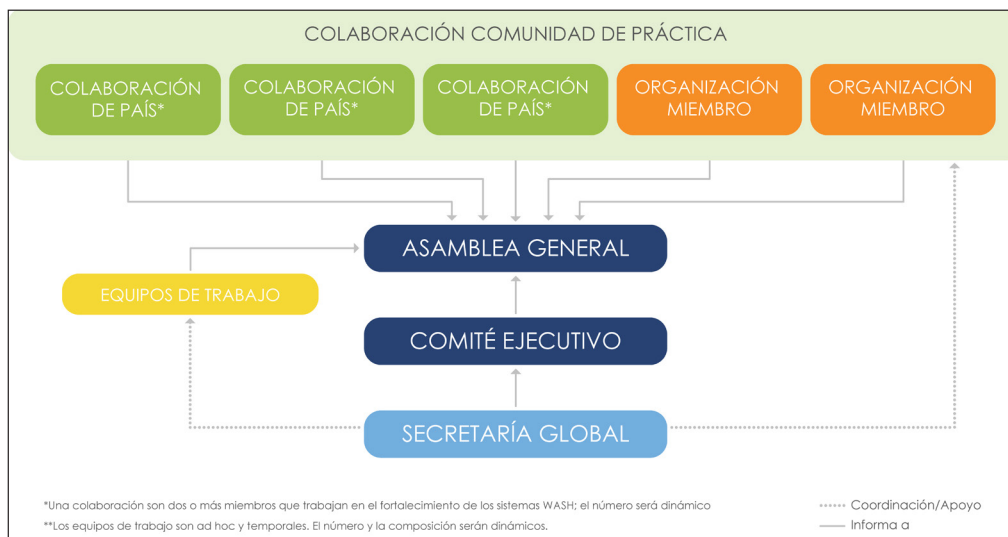 COLABORACIÓN COMUNIDAD DE PRÁCTICA
COLABORACIÓN
DE PAÍS*
COLABORACIÓN
DE PAÍS*
COLABORACIÓN
DE PAÍS*
ORGANIZACIÓN
MIEMBRO
ORGANIZACIÓN
MIEMBRO
ASAMBLEA GENERAL
EQUIPOS DE TRABAJO
COMITÉ EJECUTIVO
SECRETARÍA GLOBAL
*Una colaboración son dos o más miembros que trabajan en el fortalecimiento de los sistemas WASH; el número será dinámico
**Los equipos de trabajo son ad hoc y temporales. El número y la composición serán dinámicos.
Coordinación/Apoyo
Informa a